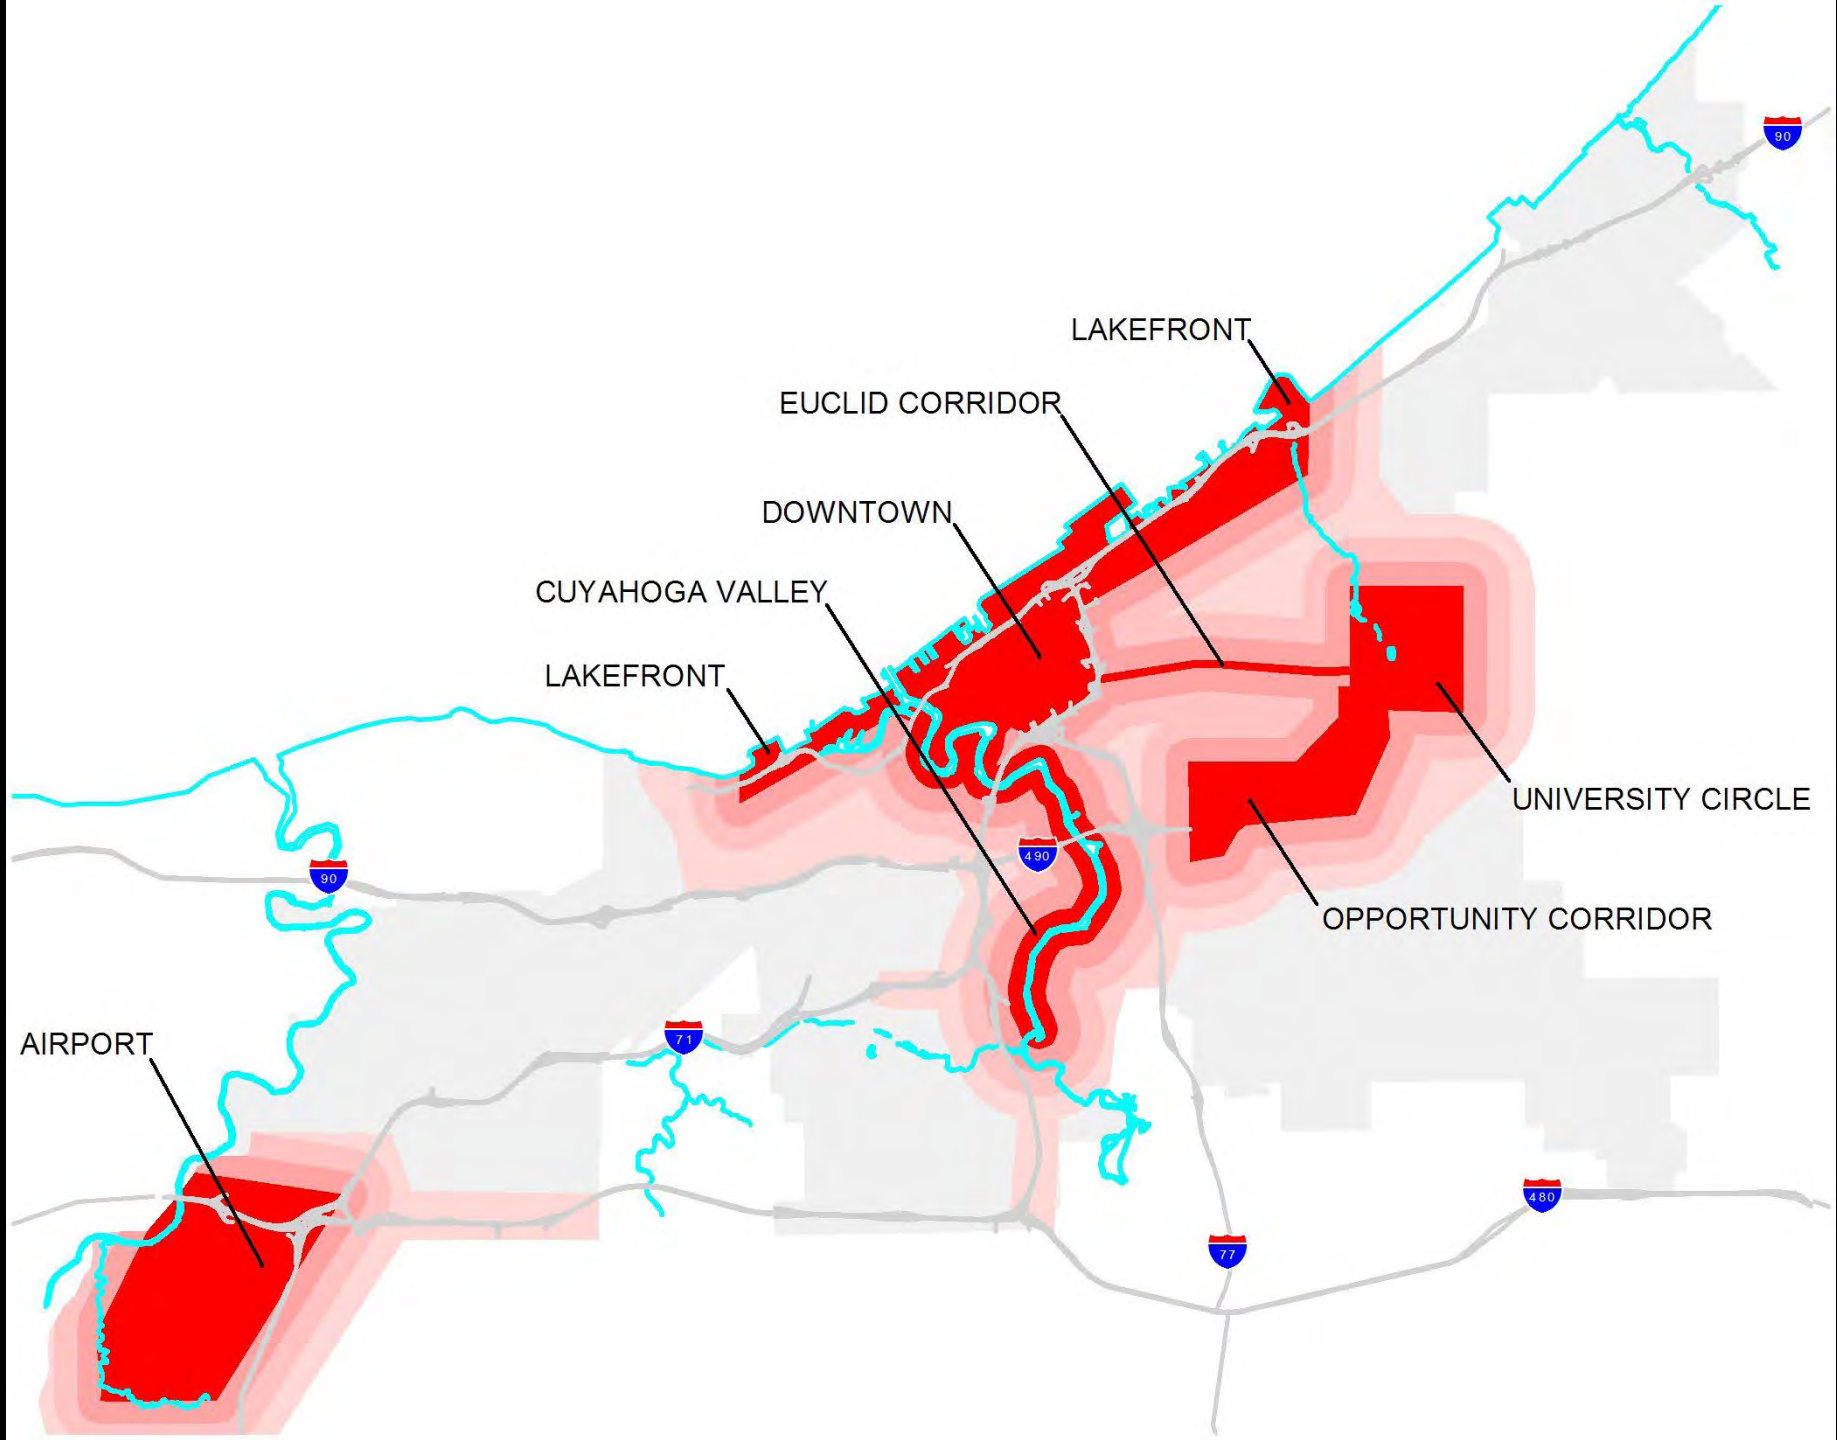 90
LAKEFRONT
EUCLID CORRIDOR
DOWNTOWN
CUYAHOGA VALLEY
LAKEFRONT
UNIVERSITY CIRCLE
490
90
OPPORTUNITY CORRIDOR
71
AIRPORT
480
77